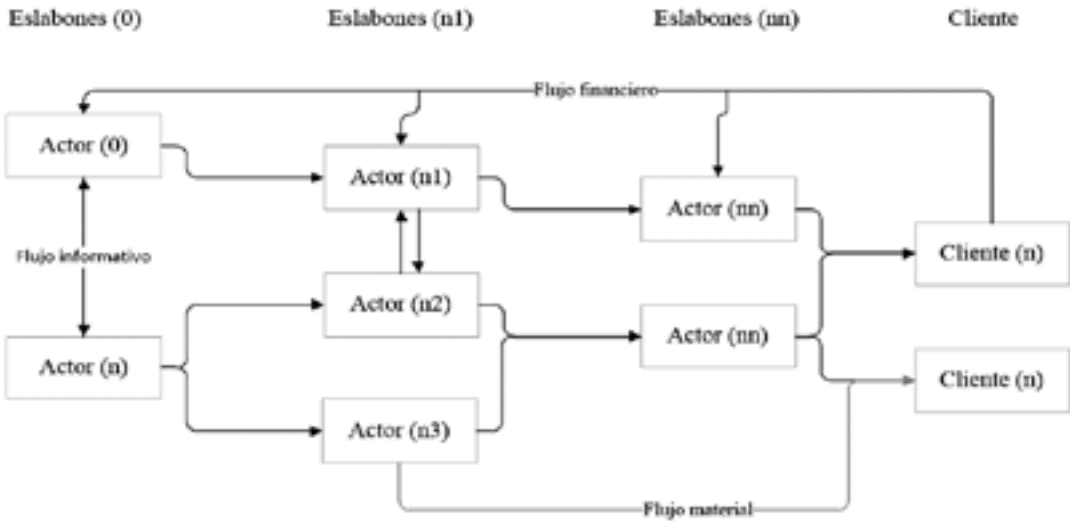 Eslabones (0)
Eslabones (n1)
Eslabones (nn)
Cliente
Flujo financiero
Actor (0)
Actor (n1)
Actor (nn)
Flujo informativo
Cliente (n)
Actor (n2)
Actor (nn)
Actor (n)
Cliente (n)
Actor (n3)
Flujo material